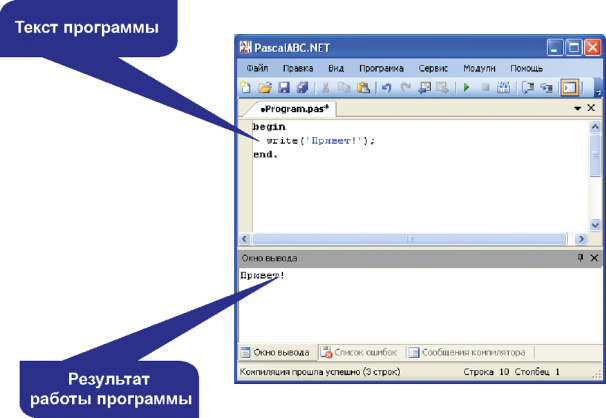 Текст программы
PascalABC.NET
Файл Правка Вид Программа Сервис Модули Помощь
•Program.pas*
begin
write('Привет!');
end.
Окно вывода
Привет!
Окно вывода Список ошибок Сообщения компилятора
Компиляция прошла успешно (3 строк) Строка 10 Столбец 1
Результат
работы программы